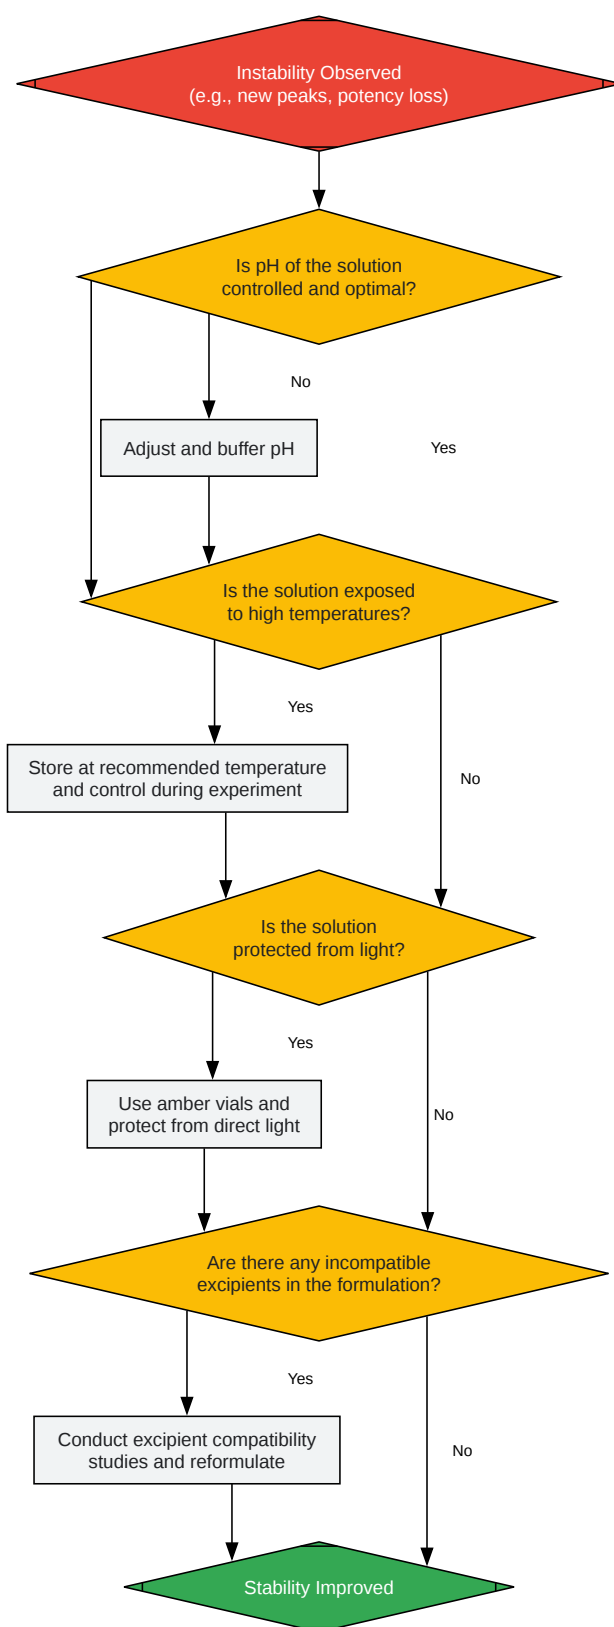 Instability Observed
(e.g., new peaks, potency loss)
Is pH of the solution
controlled and optimal?
No
Adjust and buffer pH
Yes
Is the solution exposed
to high temperatures?
Yes
Store at recommended temperature
and control during experiment
No
Is the solution
protected from light?
Yes
Use amber vials and
protect from direct light
No
Are there any incompatible
excipients in the formulation?
Yes
Conduct excipient compatibility
studies and reformulate
No
Stability Improved